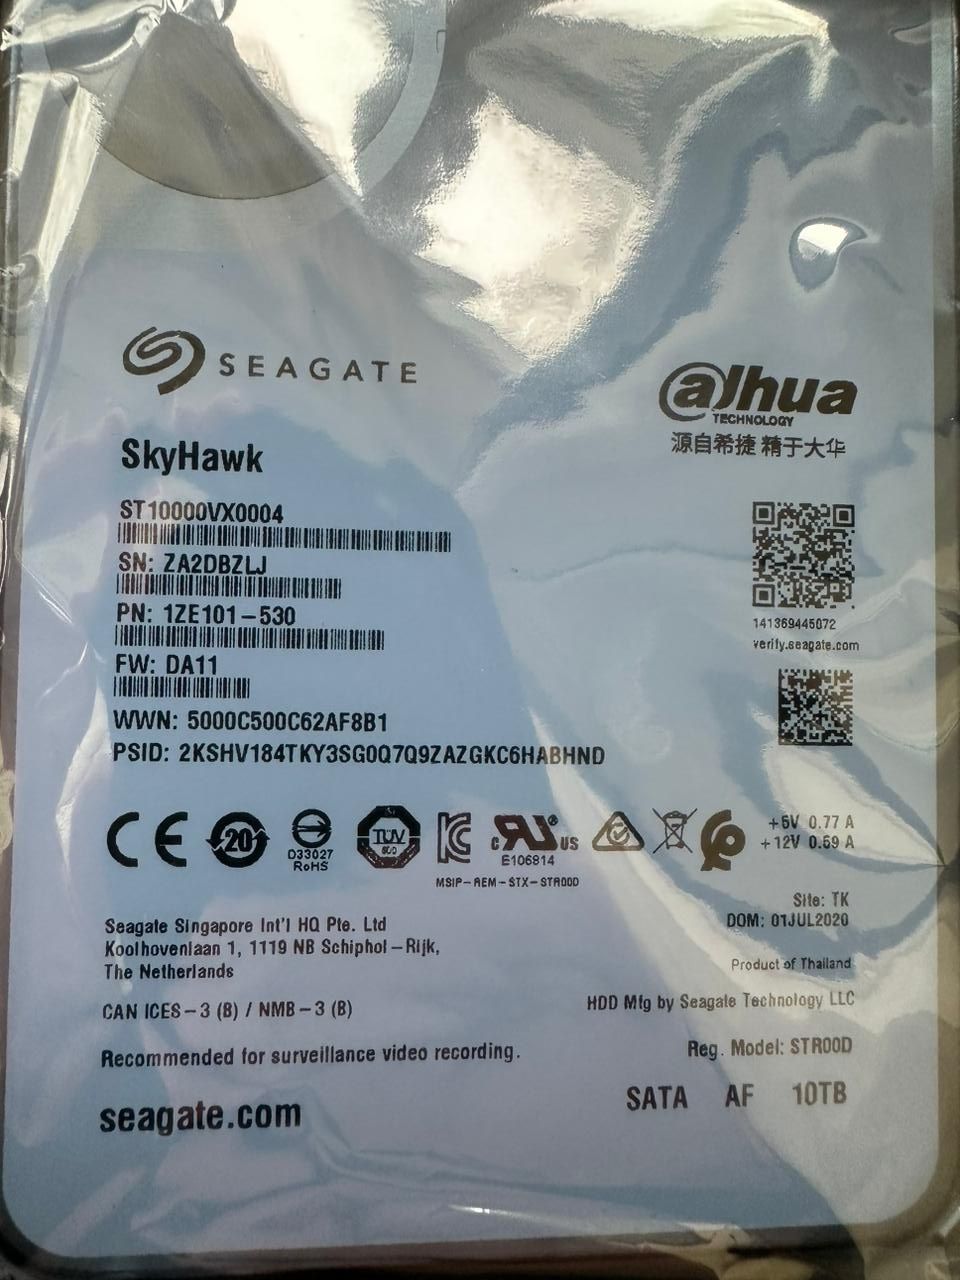 SEAGATE
alhua
TECHNOLOGY
源自希捷 精于大华
SkyHawk
ST10000VX0004
SN: ZA2DBZLJ
PN: 1ZE101-530
FW: DA11
WWN: 5000C500C62AF8B1
PSID: 2KSHV184TKY3SG0Q7Q9ZAZGKC6HABHND
141369445072
verify.seagate.com
CE
20
D33027
RoHS
TÜV
SÜD
c RU US
E106814
MSIP-REM-STX-STR00D
+5V 0.77 A
+12V 0.59 A
Site: TK
DOM: 01JUL2020
Product of Thailand
Seagate Singapore Int'l HQ Pte. Ltd
Koolhovenlaan 1, 1119 NB Schiphol-Rijk,
The Netherlands
CAN ICES-3 (B) / NMB-3 (B)
HDD Mfg by Seagate Technology LLC
Recommended for surveillance video recording.
Reg. Model: STR00D
seagate.com
SATA AF 10TB